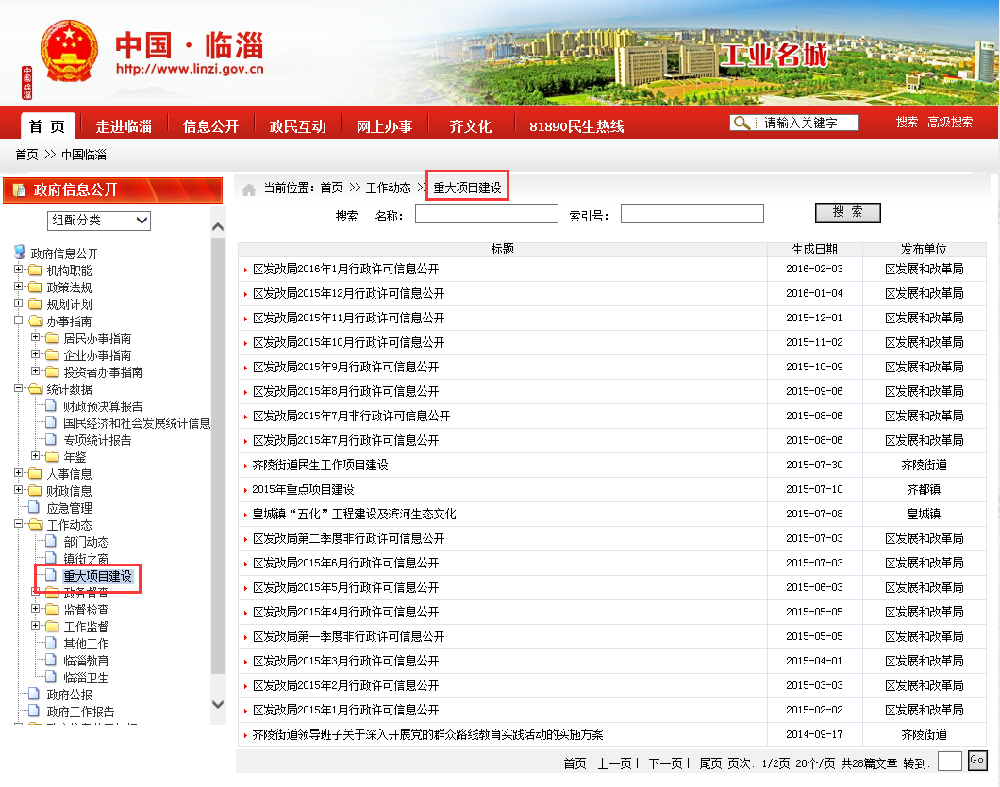 中国·临淄
http://www.linzi.gov.cn
中国临淄
工业名城
首 页 走进临淄 信息公开 政民互动 网上办事 齐文化 81890民生热线 请输入关键字 搜索 高级搜索
首页 >> 中国临淄
政府信息公开
组配分类
政府信息公开
机构职能
政策法规
规划计划
办事指南
居民办事指南
企业办事指南
投资者办事指南
统计数据
财政预决算报告
国民经济和社会发展统计信息
专项统计报告
年鉴
人事信息
财政信息
应急管理
工作动态
部门动态
镇街之窗
重大项目建设
政务督查
监督检查
工作监督
其他工作
临淄教育
临淄卫生
政府公报
政府工作报告
当前位置: 首页 >> 工作动态 >> 重大项目建设
搜索 名称: 索引号: 搜 索
标题 生成日期 发布单位
区发改局2016年1月行政许可信息公开 2016-02-03 区发展和改革局
区发改局2015年12月行政许可信息公开 2016-01-04 区发展和改革局
区发改局2015年11月行政许可信息公开 2015-12-01 区发展和改革局
区发改局2015年10月行政许可信息公开 2015-11-02 区发展和改革局
区发改局2015年9月行政许可信息公开 2015-10-09 区发展和改革局
区发改局2015年8月行政许可信息公开 2015-09-06 区发展和改革局
区发改局2015年7月非行政许可信息公开 2015-08-06 区发展和改革局
区发改局2015年7月行政许可信息公开 2015-08-06 区发展和改革局
齐陵街道民生工作项目建设 2015-07-30 齐陵街道
2015年重点项目建设 2015-07-10 齐都镇
皇城镇“五化”工程建设及滨河生态文化 2015-07-08 皇城镇
区发改局第二季度非行政许可信息公开 2015-07-03 区发展和改革局
区发改局2015年6月行政许可信息公开 2015-07-03 区发展和改革局
区发改局2015年5月行政许可信息公开 2015-06-03 区发展和改革局
区发改局2015年4月行政许可信息公开 2015-05-05 区发展和改革局
区发改局第一季度非行政许可信息公开 2015-05-05 区发展和改革局
区发改局2015年3月行政许可信息公开 2015-04-01 区发展和改革局
区发改局2015年2月行政许可信息公开 2015-03-03 区发展和改革局
区发改局2015年1月行政许可信息公开 2015-02-02 区发展和改革局
齐陵街道领导班子关于深入开展党的群众路线教育实践活动的实施方案 2014-09-17 齐陵街道
首页 | 上一页 | 下一页 | 尾页 页次: 1/2页 20个/页 共28篇文章 转到: Go